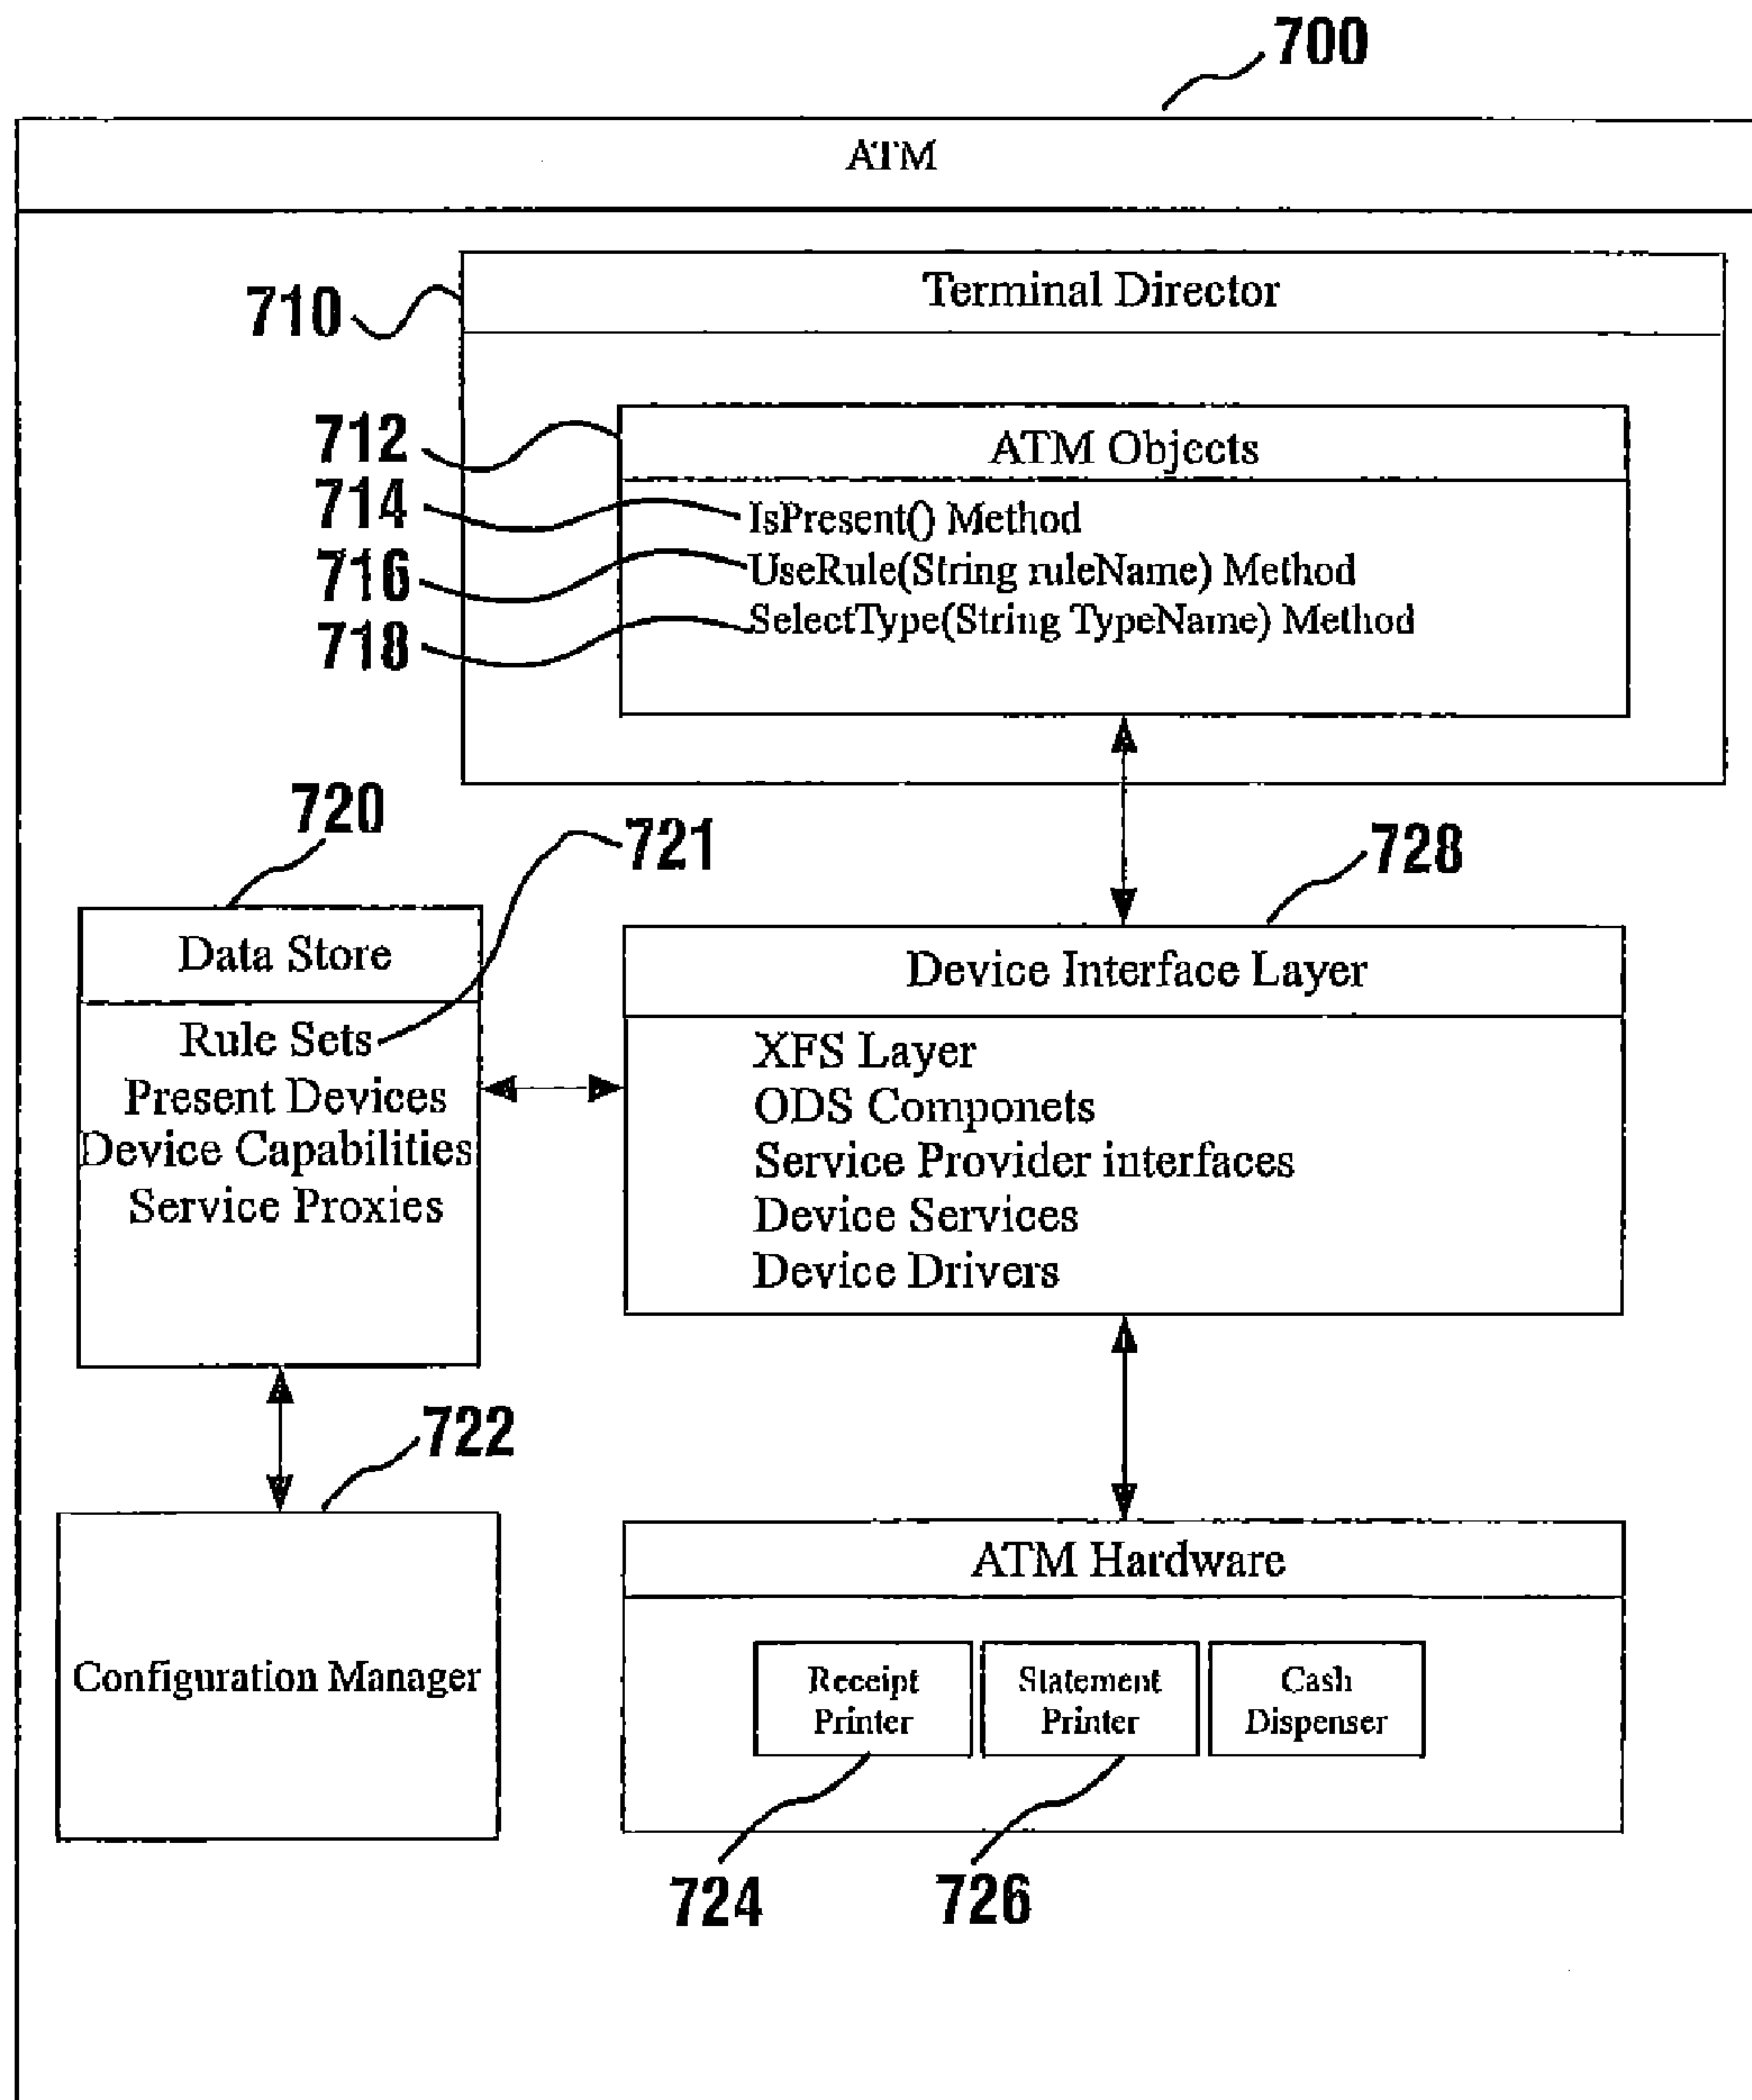 700
ATM
710
Terminal Director
712
ATM Objects
714
IsPresent() Method
716
UseRule(String ruleName) Method
718
SelectType(String TypeName) Method
720
721
728
Data Store
Rule Sets
Present Devices
Device Capabilities
Service Proxies
Device Interface Layer
XFS Layer
ODS Componets
Service Provider interfaces
Device Services
Device Drivers
722
Configuration Manager
ATM Hardware
Receipt
Printer
Statement
Printer
Cash
Dispenser
724
726